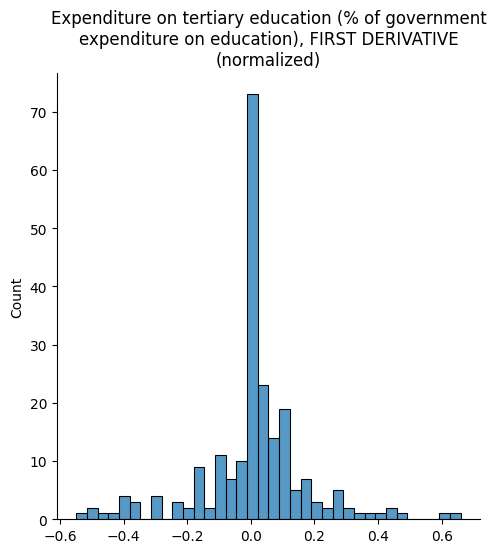 Expenditure on tertiary education (% of government
expenditure on education), FIRST DERIVATIVE
(normalized)
70
60
50
40
30
20
10
0
Count
−0.6 −0.4 −0.2 0.0 0.2 0.4 0.6